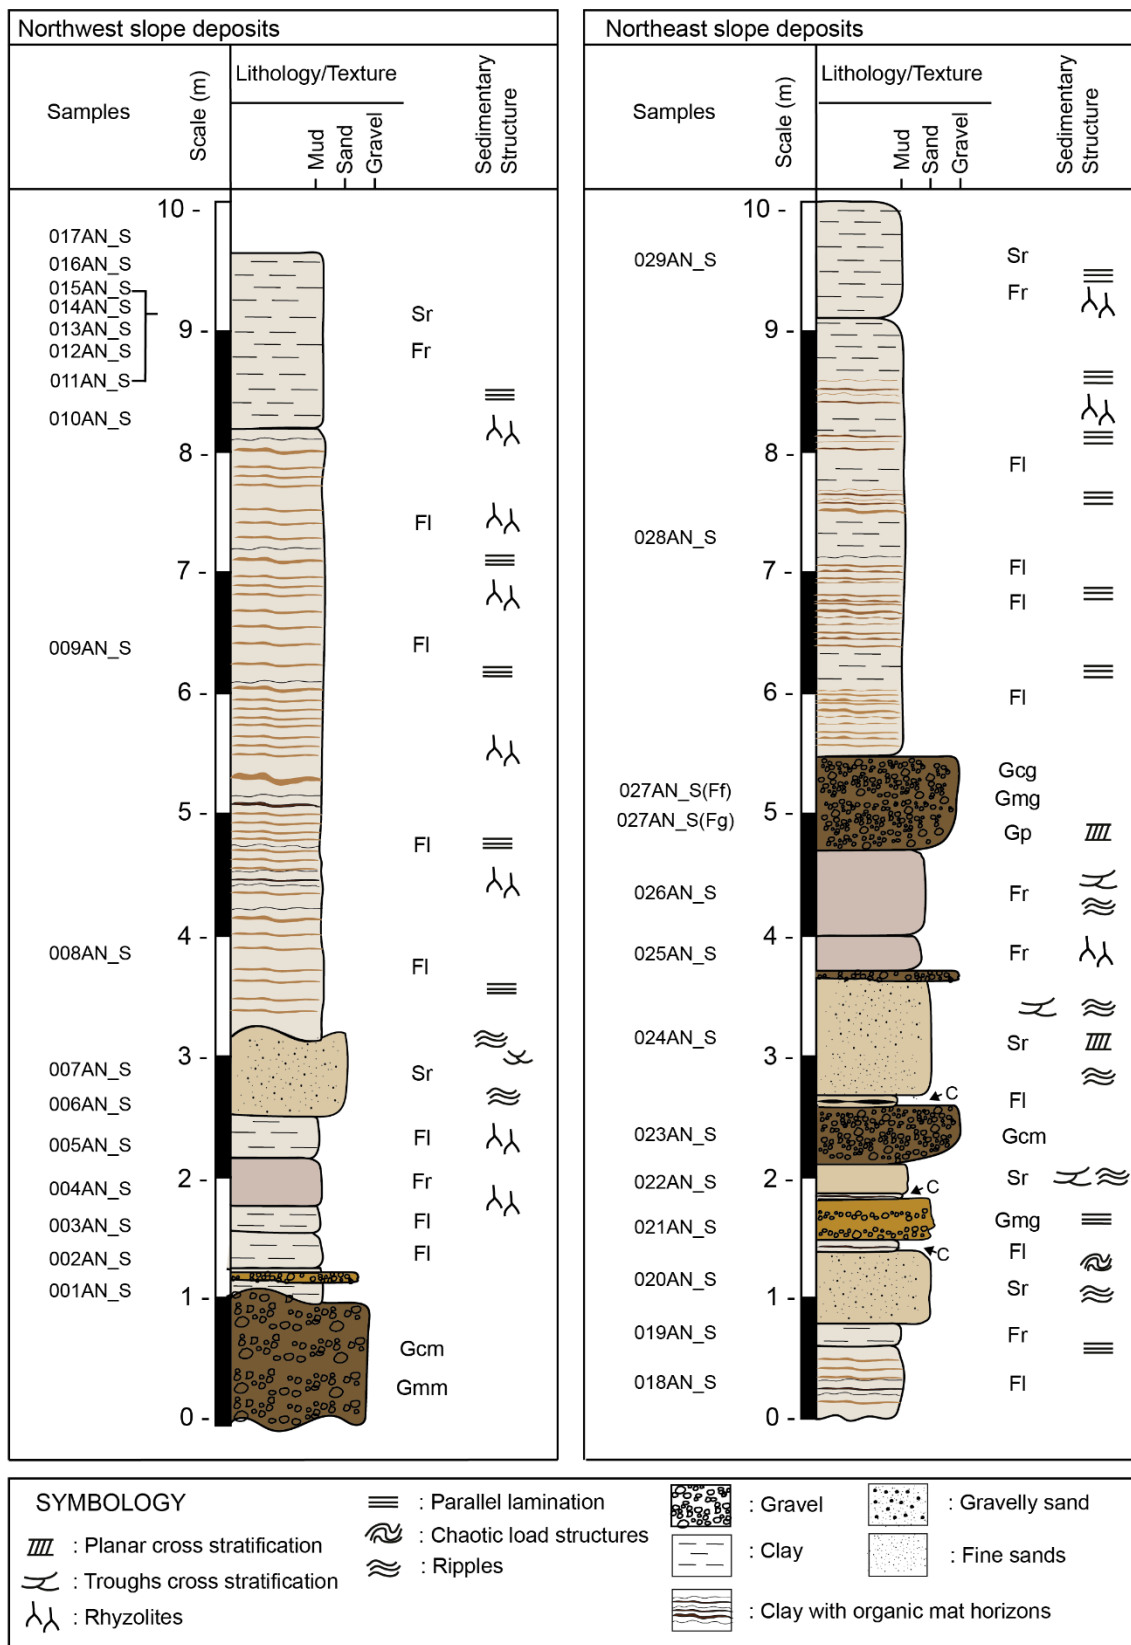 Northwest slope deposits
Samples
Scale (m)
Lithology/Texture
Mud
Sand
Gravel
Sedimentary
Structure
10 -
017AN_S
016AN_S
015AN_S
014AN_S
Sr
9 -
013AN_S
012AN_S
Fr
011AN_S
010AN_S
8 -
Fl
7 -
009AN_S
Fl
6 -
5 -
Fl
4 -
008AN_S
Fl
3 -
007AN_S
Sr
006AN_S
005AN_S
Fl
2 -
004AN_S
Fr
003AN_S
Fl
002AN_S
Fl
001AN_S
1 -
Gcm
Gmm
0 -
Northeast slope deposits
Samples
Scale (m)
Lithology/Texture
Mud
Sand
Gravel
Sedimentary
Structure
10 -
029AN_S
Sr
Fr
9 -
8 -
Fl
028AN_S
7 -
Fl
Fl
6 -
Fl
Gcg
027AN_S(Ff)
Gmg
5 -
027AN_S(Fg)
Gp
026AN_S
Fr
4 -
025AN_S
Fr
024AN_S
Sr
3 -
C
Fl
023AN_S
Gcm
2 -
022AN_S
Sr
C
021AN_S
Gmg
C
Fl
020AN_S
Sr
1 -
019AN_S
Fr
018AN_S
Fl
0 -
SYMBOLOGY
: Planar cross stratification
: Troughs cross stratification
: Rhyzolites
: Parallel lamination
: Chaotic load structures
: Ripples
: Gravel
: Clay
: Clay with organic mat horizons
: Gravelly sand
: Fine sands